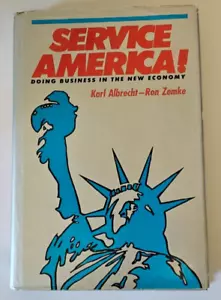 SERVICE
AMERICA!
DOING BUSINESS IN THE NEW ECONOMY
Karl Albrecht—Ron Zemke